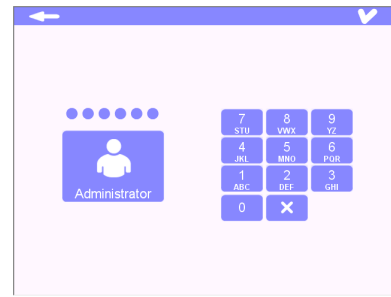 7 8 9
STU VWX YZ
4 5 6
JKL MNO PQR
1 2 3
ABC DEF GHI
Administrator
0